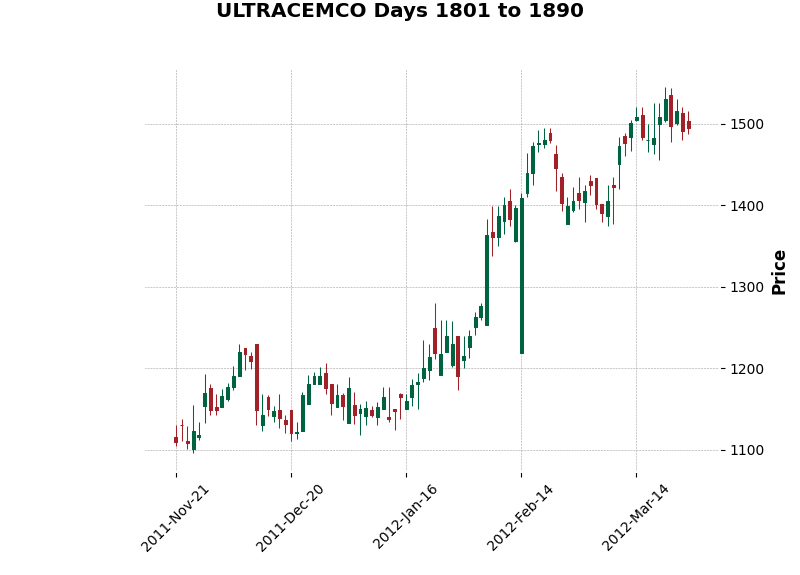 ULTRACEMCO Days 1801 to 1890
1500
1400
1300
1200
1100
Price
2011-Nov-21
2011-Dec-20
2012-Jan-16
2012-Feb-14
2012-Mar-14